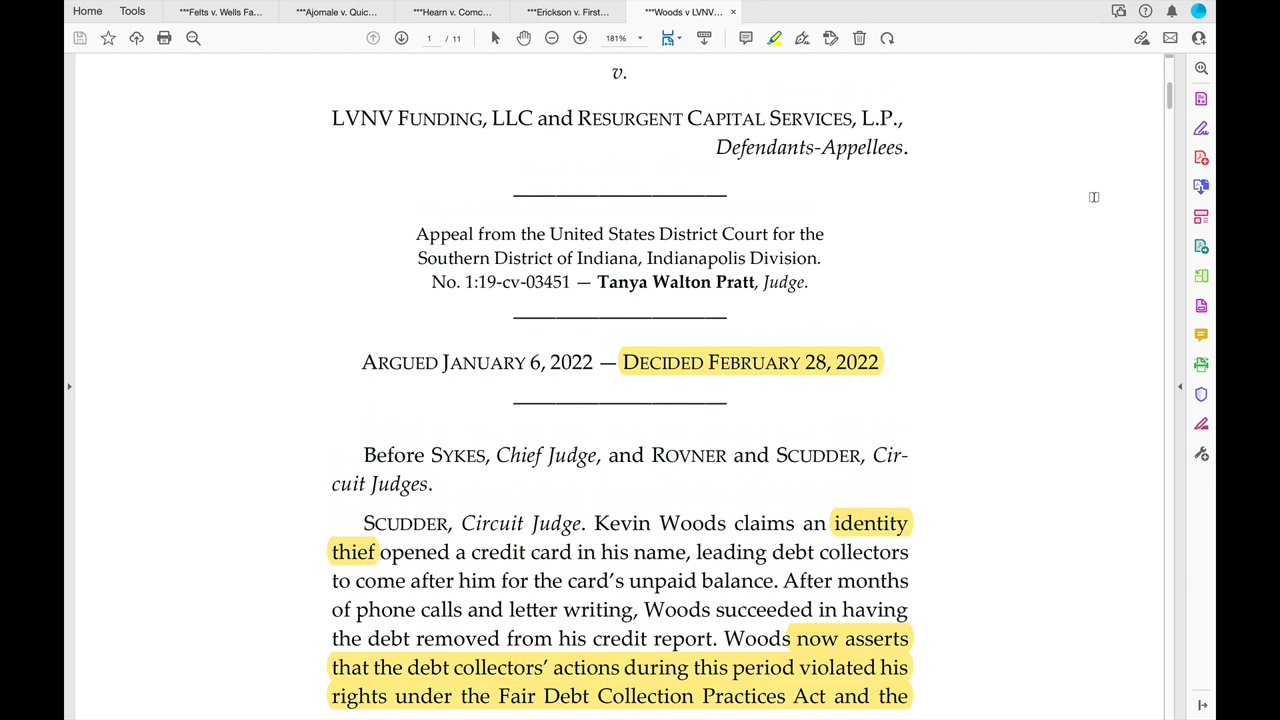 Home Tools ***Felts v. Wells Fa... ***Ajomale v. Quic... ***Hearn v. Comc... ***Erickson v. First... ***Woods v LVNV... ×
1 / 11 181%
v.
LVNV FUNDING, LLC and RESURGENT CAPITAL SERVICES, L.P.,
Defendants-Appellees.
Appeal from the United States District Court for the
Southern District of Indiana, Indianapolis Division.
No. 1:19-cv-03451 — Tanya Walton Pratt, Judge.
ARGUED JANUARY 6, 2022 — DECIDED FEBRUARY 28, 2022
Before SYKES, Chief Judge, and ROVNER and SCUDDER, Cir-
cuit Judges.
SCUDDER, Circuit Judge. Kevin Woods claims an identity
thief opened a credit card in his name, leading debt collectors
to come after him for the card’s unpaid balance. After months
of phone calls and letter writing, Woods succeeded in having
the debt removed from his credit report. Woods now asserts
that the debt collectors’ actions during this period violated his
rights under the Fair Debt Collection Practices Act and the